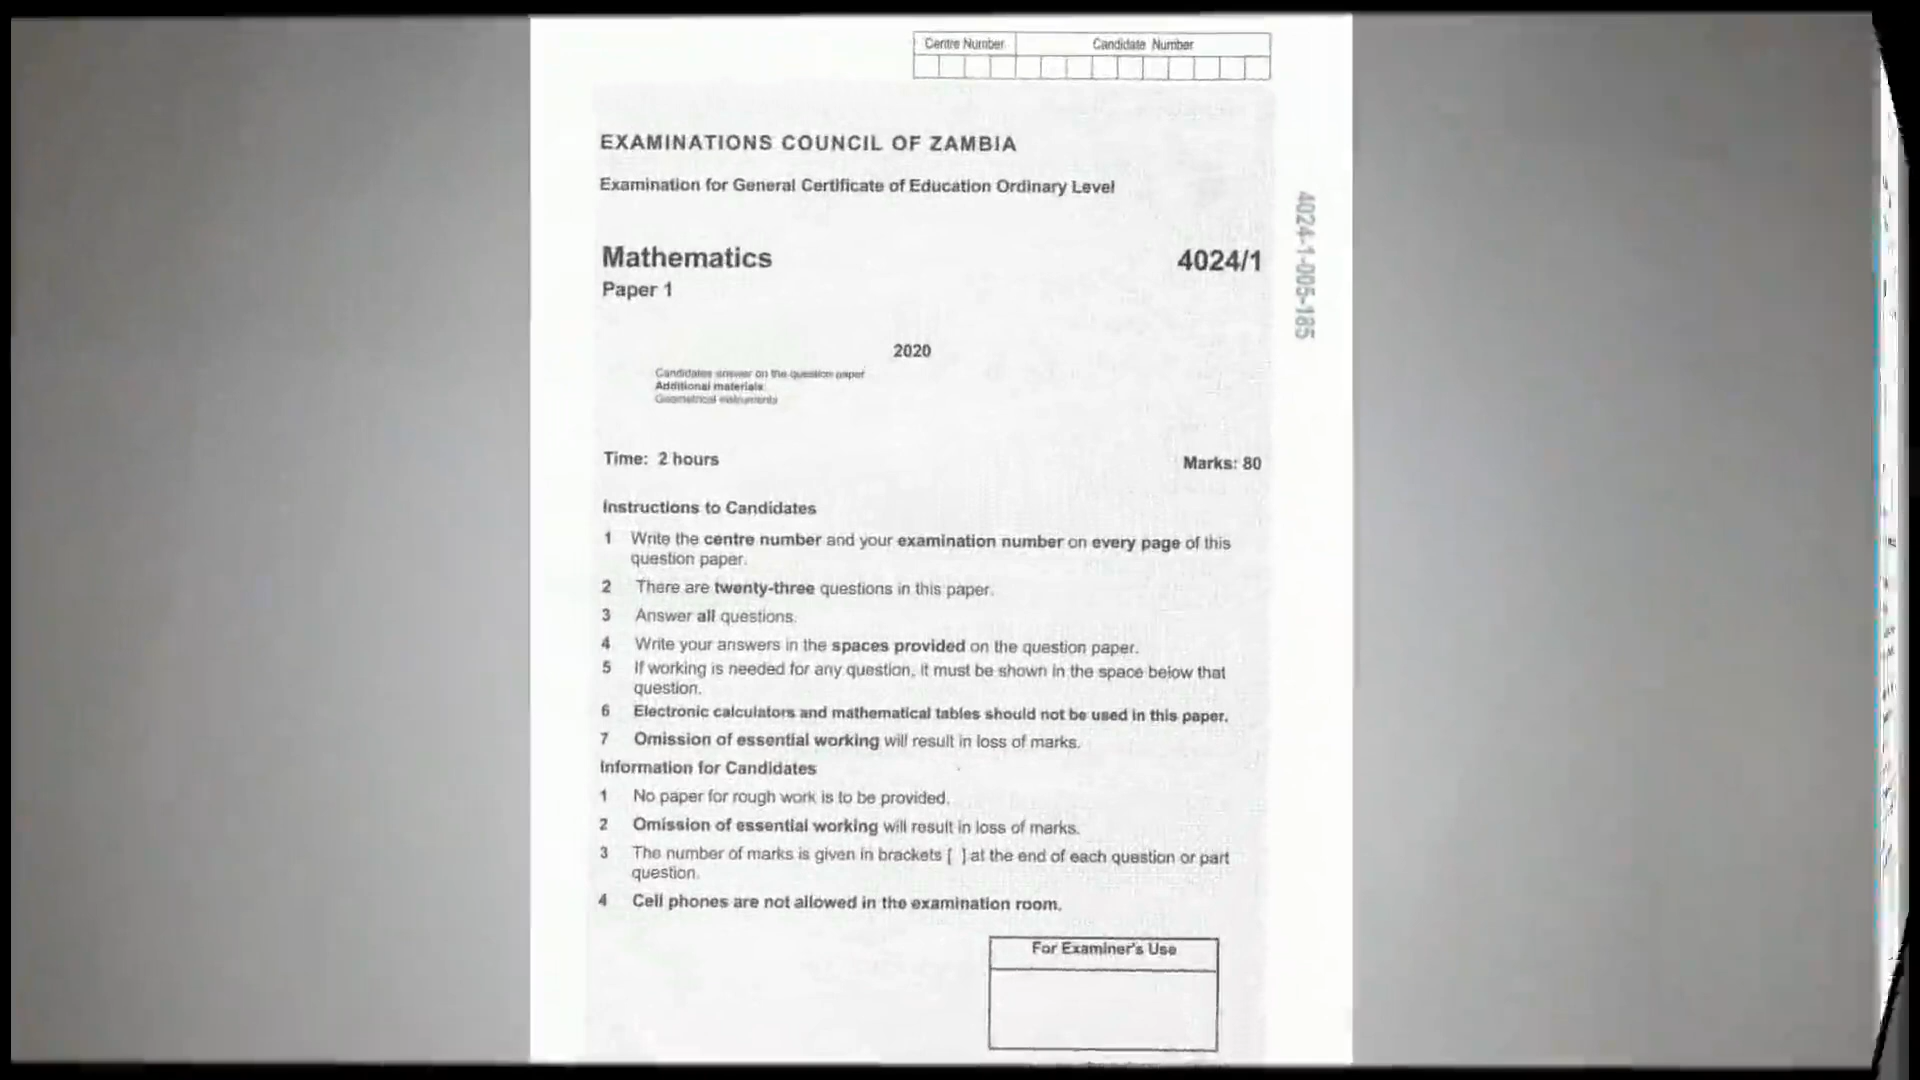 Centre Number Candidate Number
EXAMINATIONS COUNCIL OF ZAMBIA
Examination for General Certificate of Education Ordinary Level
Mathematics 4024/1
Paper 1
4024-1-005-185
2020
Candidates answer on the question paper
Additional materials:
Geometrical instruments
Time: 2 hours Marks: 80
Instructions to Candidates
1 Write the centre number and your examination number on every page of this
question paper.
2 There are twenty-three questions in this paper.
3 Answer all questions.
4 Write your answers in the spaces provided on the question paper.
5 If working is needed for any question, it must be shown in the space below that
question.
6 Electronic calculators and mathematical tables should not be used in this paper.
7 Omission of essential working will result in loss of marks.
Information for Candidates
1 No paper for rough work is to be provided.
2 Omission of essential working will result in loss of marks.
3 The number of marks is given in brackets [ ] at the end of each question or part
question.
4 Cell phones are not allowed in the examination room.
For Examiner's Use